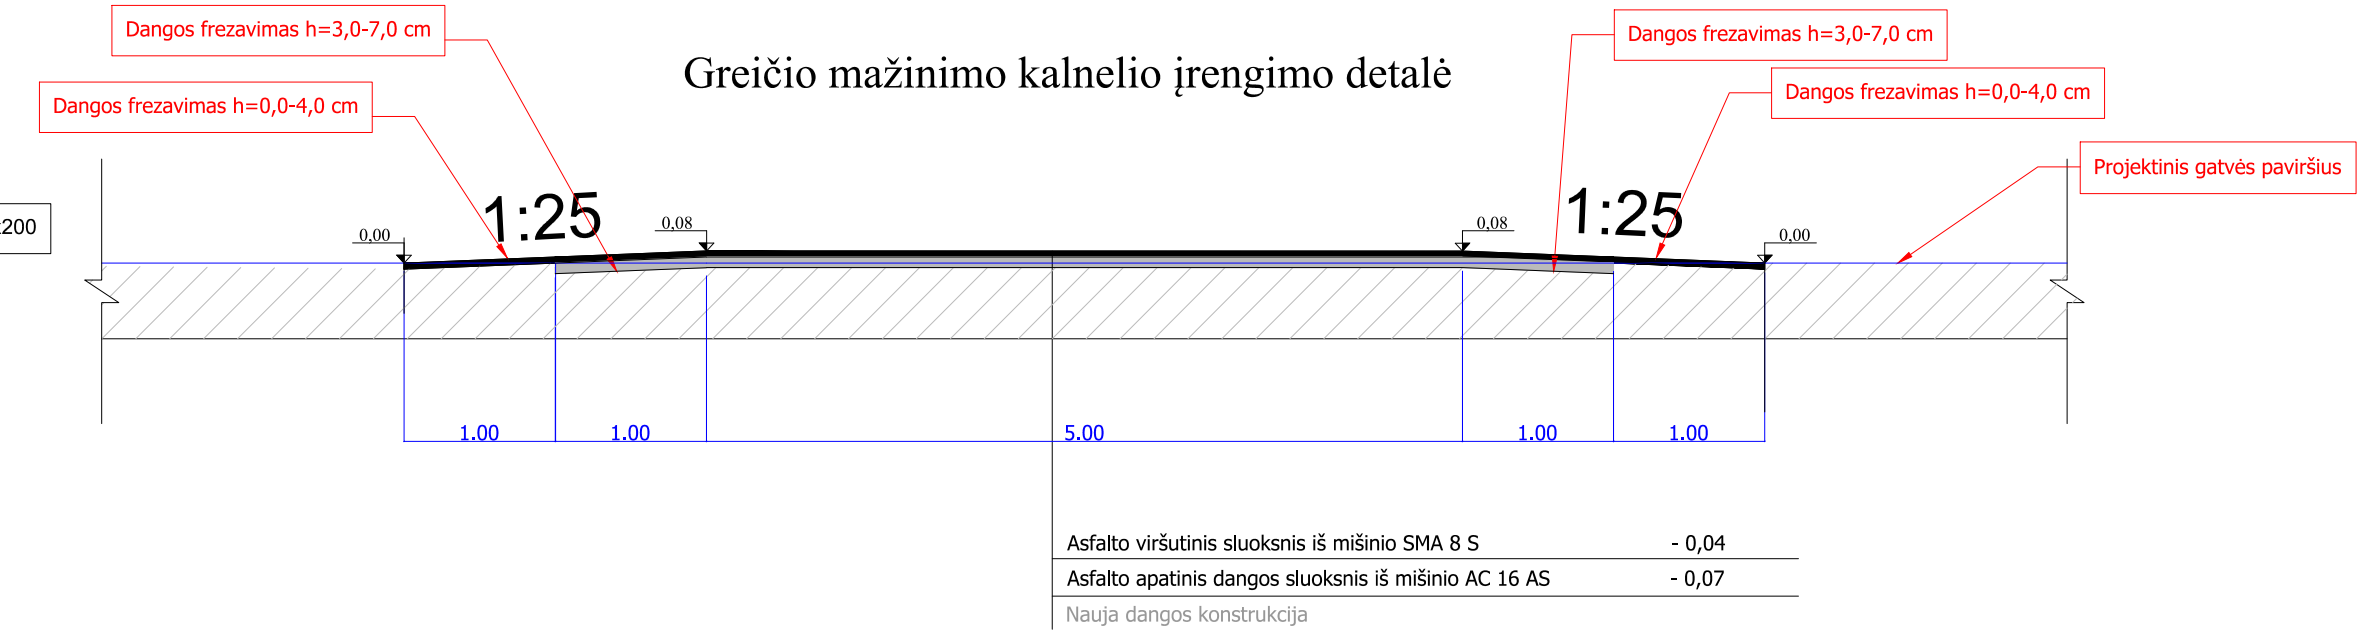 Dangos frezavimas h=3,0-7,0 cm
Dangos frezavimas h=3,0-7,0 cm
Greičio mažinimo kalnelio įrengimo detalė
Dangos frezavimas h=0,0-4,0 cm
Dangos frezavimas h=0,0-4,0 cm
Projektinis gatvės paviršius
200
1:25
1:25
0,00
0,08
0,08
0,00
1.00
1.00
5.00
1.00
1.00
Asfalto viršutinis sluoksnis iš mišinio SMA 8 S - 0,04
Asfalto apatinis dangos sluoksnis iš mišinio AC 16 AS - 0,07
Nauja dangos konstrukcija